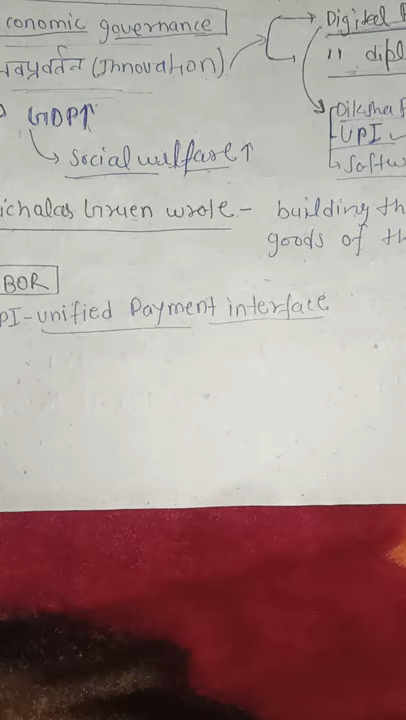 conomic governance
Digital
नवप्रवर्तन (Innovation)
" dipl
GDP↑
Diksha
UPI
Social welfare↑
Softw
icholas Gruen wrote - building th
goods of th
BOR
PI-unified Payment interface